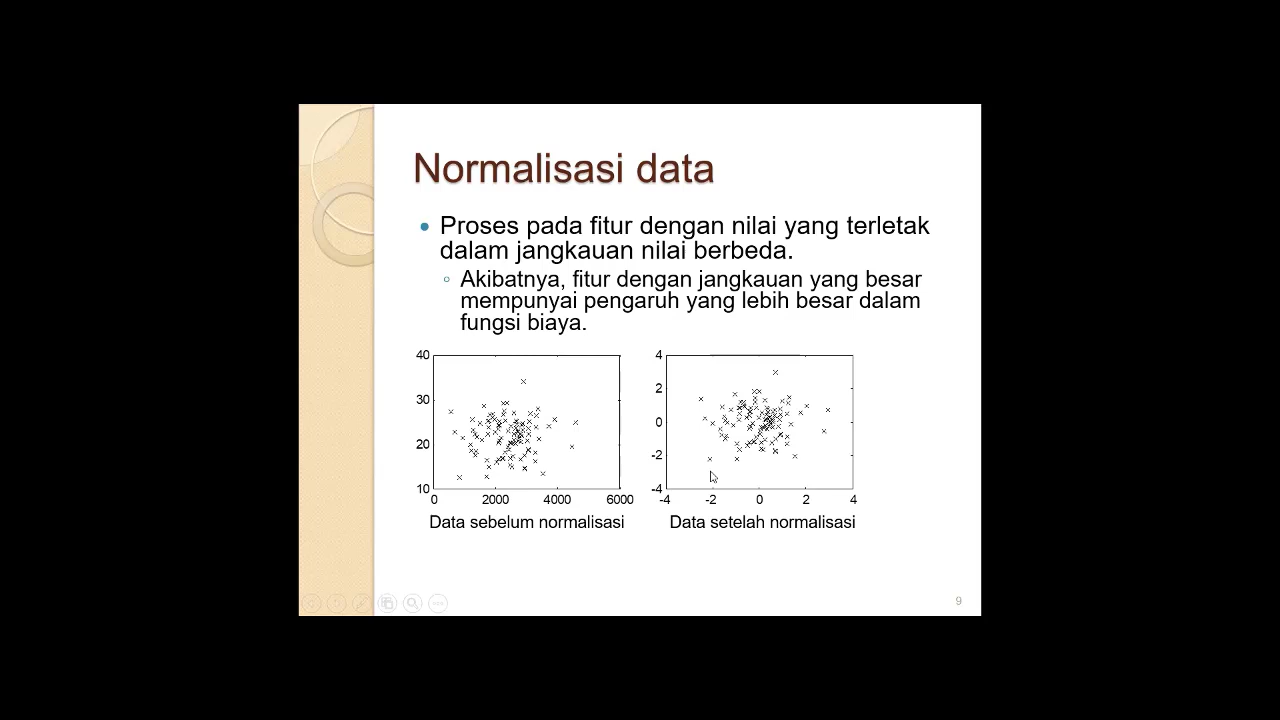 Normalisasi data
Proses pada fitur dengan nilai yang terletak
dalam jangkauan nilai berbeda.
Akibatnya, fitur dengan jangkauan yang besar
mempunyai pengaruh yang lebih besar dalam
fungsi biaya.
40
30
20
10
0 2000 4000 6000
Data sebelum normalisasi
4
2
0
-2
-4
-4 -2 0 2 4
Data setelah normalisasi
9